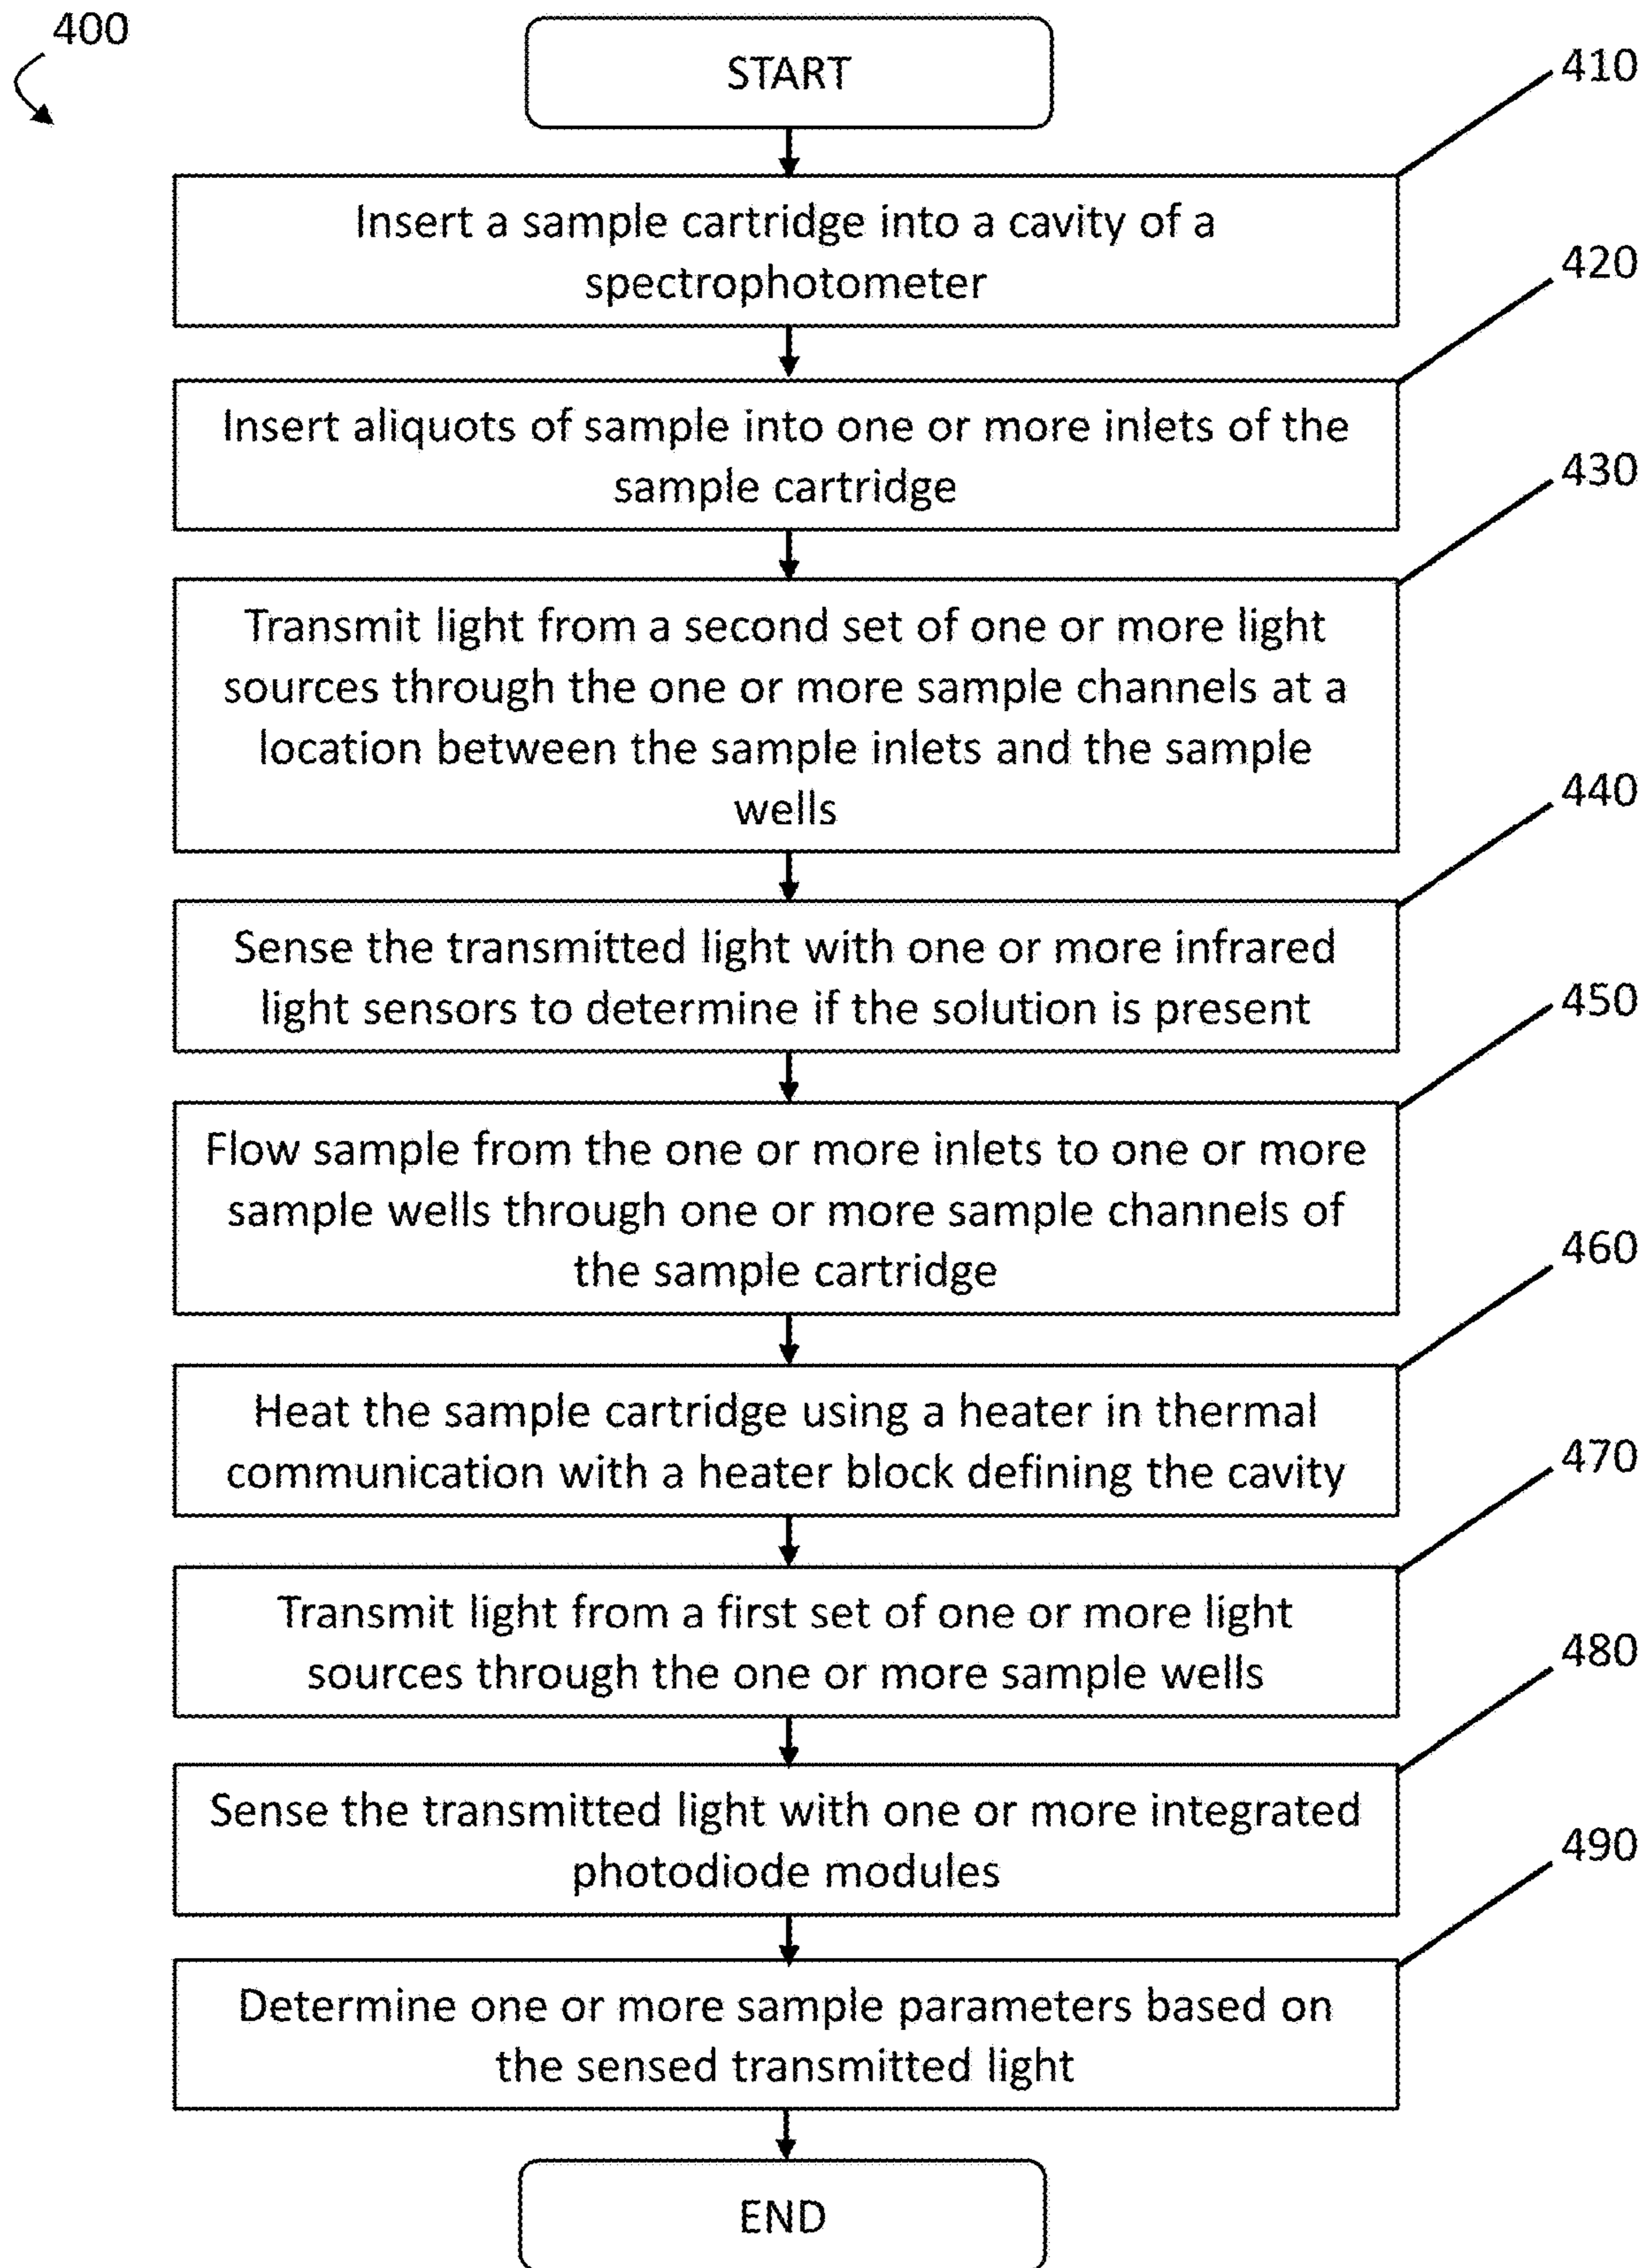 400
START
410
Insert a sample cartridge into a cavity of a
spectrophotometer
420
Insert aliquots of sample into one or more inlets of the
sample cartridge
430
Transmit light from a second set of one or more light
sources through the one or more sample channels at a
location between the sample inlets and the sample
wells
440
Sense the transmitted light with one or more infrared
light sensors to determine if the solution is present
450
Flow sample from the one or more inlets to one or more
sample wells through one or more sample channels of
the sample cartridge
460
Heat the sample cartridge using a heater in thermal
communication with a heater block defining the cavity
470
Transmit light from a first set of one or more light
sources through the one or more sample wells
480
Sense the transmitted light with one or more integrated
photodiode modules
490
Determine one or more sample parameters based on
the sensed transmitted light
END